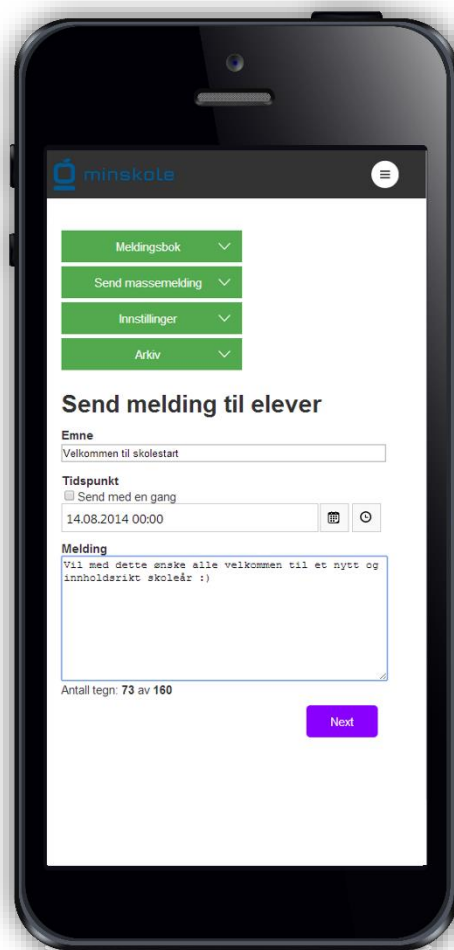 minskole
Meldingsbok
Send massemelding
Innstillinger
Arkiv
Send melding til elever
Emne
Velkommen til skolestart
Tidspunkt
Send med en gang
14.08.2014 00:00
Melding
Vil med dette ønske alle velkommen til et nytt og
innholdsrikt skoleår :)
Antall tegn: 73 av 160
Next